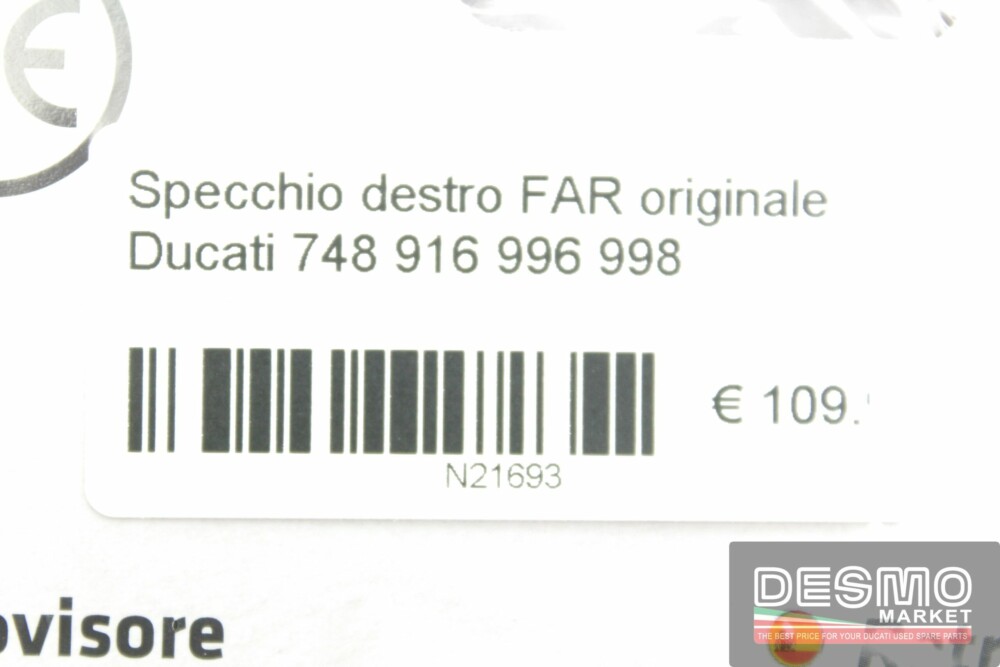 Specchio destro FAR originale
Ducati 748 916 996 998
€ 109.
N21693
DESMO
MARKET
THE BEST PRICE FOR YOUR DUCATI USED SPARE PARTS
ovisore